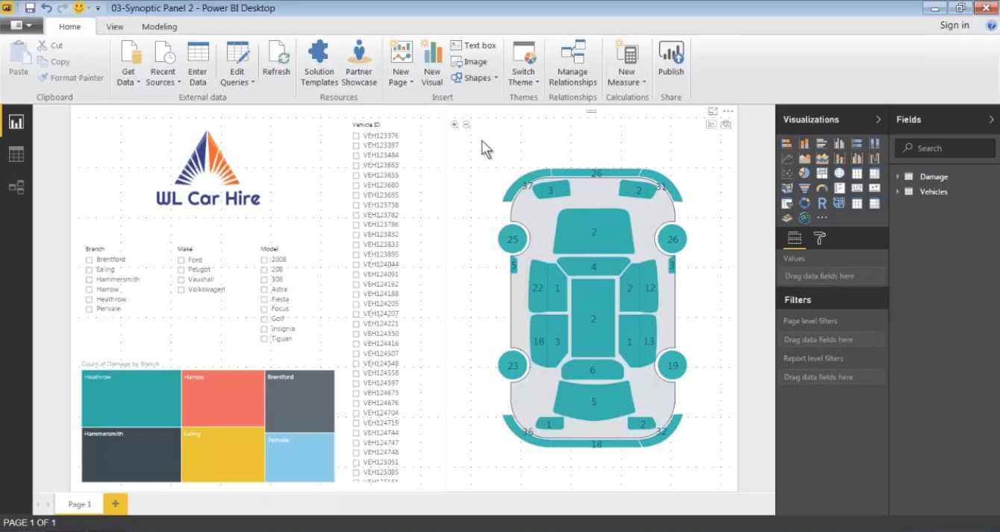 03-Synoptic Panel 2 - Power BI Desktop
Home View Modeling Sign in
Paste
Cut
Copy
Format Painter
Clipboard
Get Data
Recent Sources
Enter Data
Edit Queries
Refresh
External data
Solution Templates
Partner Showcase
Resources
New Page
New Visual
Text box
Image
Shapes
Insert
Switch Theme
Themes
Manage Relationships
Relationships
New Measure
Calculations
Publish
Share
WL Car Hire
Branch
Brentford
Ealing
Hammersmith
Harrow
Heathrow
Perivale
Make
Ford
Peugot
Vauxhall
Volkswagen
Model
2008
208
308
Astra
Fiesta
Focus
Golf
Insignia
Tiguan
Count of Damage by Branch
Heathrow
Harrow
Brentford
Hammersmith
Ealing
Perivale
Vehicle ID
VEH123376
VEH123397
VEH123484
VEH123653
VEH123655
VEH123680
VEH123695
VEH123738
VEH123782
VEH123786
VEH123832
VEH123833
VEH123895
VEH124044
VEH124091
VEH124162
VEH124188
VEH124205
VEH124207
VEH124221
VEH124350
VEH124416
VEH124507
VEH124548
VEH124558
VEH124597
VEH124673
VEH124676
VEH124704
VEH124719
VEH124744
VEH124747
VEH124748
VEH125051
VEH125085
VEH125161
26
37 3 2 31
2
25 26
5 4 3
22 1 2 12
2
18 3 1 13
23 6 19
5
1 2
36 32
18
Visualizations
R
Values
Drag data fields here
Filters
Page level filters
Drag data fields here
Report level filters
Drag data fields here
Fields
Search
Damage
Vehicles
Page 1 +
PAGE 1 OF 1